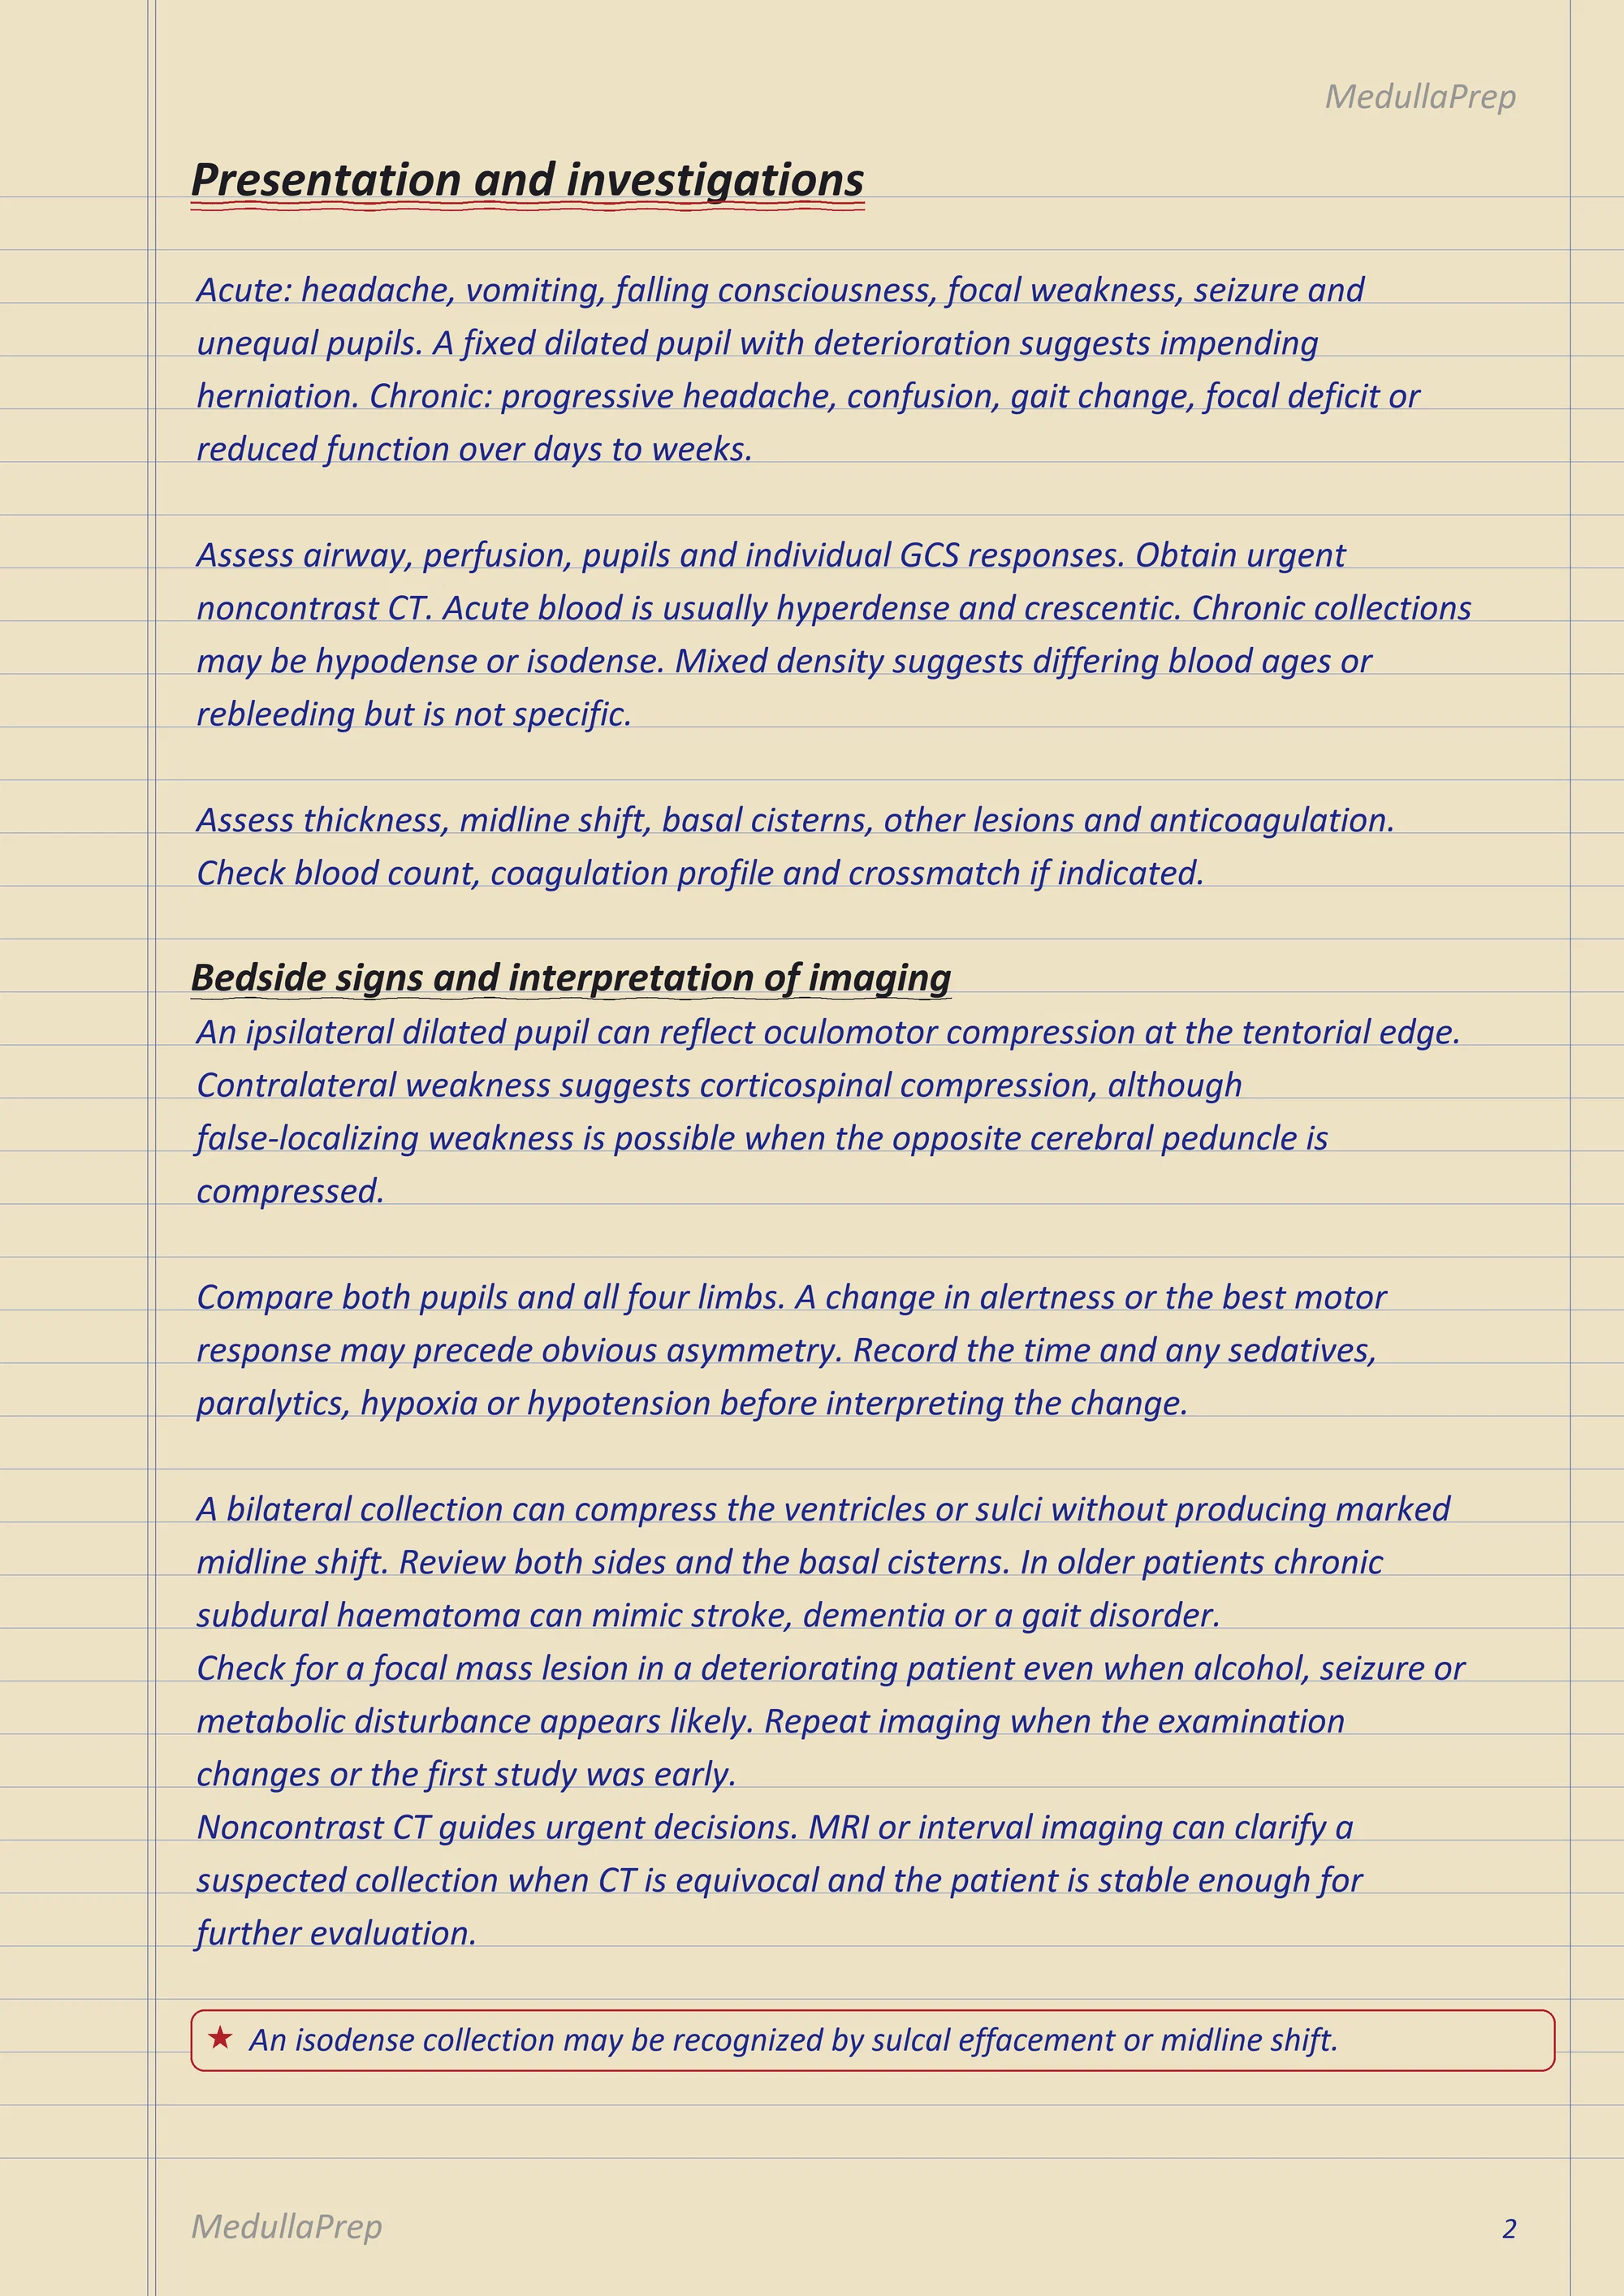 MedullaPrep
Presentation and investigations
Acute: headache, vomiting, falling consciousness, focal weakness, seizure and
unequal pupils. A fixed dilated pupil with deterioration suggests impending
herniation. Chronic: progressive headache, confusion, gait change, focal deficit or
reduced function over days to weeks.
Assess airway, perfusion, pupils and individual GCS responses. Obtain urgent
noncontrast CT. Acute blood is usually hyperdense and crescentic. Chronic collections
may be hypodense or isodense. Mixed density suggests differing blood ages or
rebleeding but is not specific.
Assess thickness, midline shift, basal cisterns, other lesions and anticoagulation.
Check blood count, coagulation profile and crossmatch if indicated.
Bedside signs and interpretation of imaging
An ipsilateral dilated pupil can reflect oculomotor compression at the tentorial edge.
Contralateral weakness suggests corticospinal compression, although
false-localizing weakness is possible when the opposite cerebral peduncle is
compressed.
Compare both pupils and all four limbs. A change in alertness or the best motor
response may precede obvious asymmetry. Record the time and any sedatives,
paralytics, hypoxia or hypotension before interpreting the change.
A bilateral collection can compress the ventricles or sulci without producing marked
midline shift. Review both sides and the basal cisterns. In older patients chronic
subdural haematoma can mimic stroke, dementia or a gait disorder.
Check for a focal mass lesion in a deteriorating patient even when alcohol, seizure or
metabolic disturbance appears likely. Repeat imaging when the examination
changes or the first study was early.
Noncontrast CT guides urgent decisions. MRI or interval imaging can clarify a
suspected collection when CT is equivocal and the patient is stable enough for
further evaluation.
★ An isodense collection may be recognized by sulcal effacement or midline shift.
MedullaPrep
2